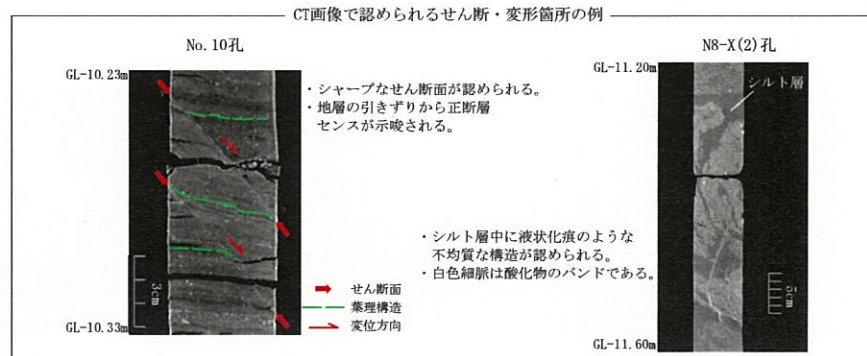 CT画像で認められるせん断・変形箇所の例
No.10孔
GL-10.23m
・シャープなせん断面が認められる。
・地層の引きずりから正断層
センスが示唆される。
3cm
GL-10.33m
せん断面
葉理構造
変位方向
N8-X(2)孔
GL-11.20m
シルト層
・シルト層中に液状化痕のような
不均質な構造が認められる。
・白色細脈は酸化物のバンドである。
5cm
GL-11.60m